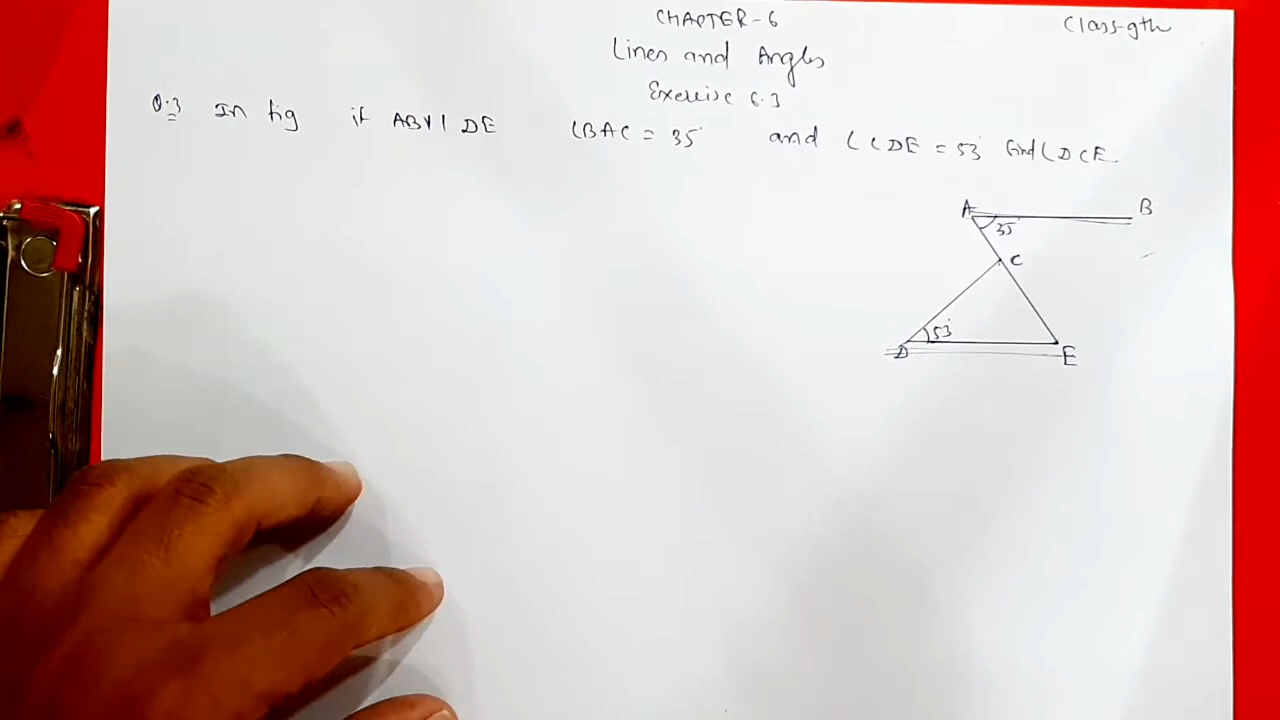 CHAPTER-6
Class-9th
Lines and Angles
Exercise 6.3
Q.3 In fig if AB || DE ∠BAC = 35° and ∠CDE = 53° find ∠DCE.
A B
35°
C
53°
D E